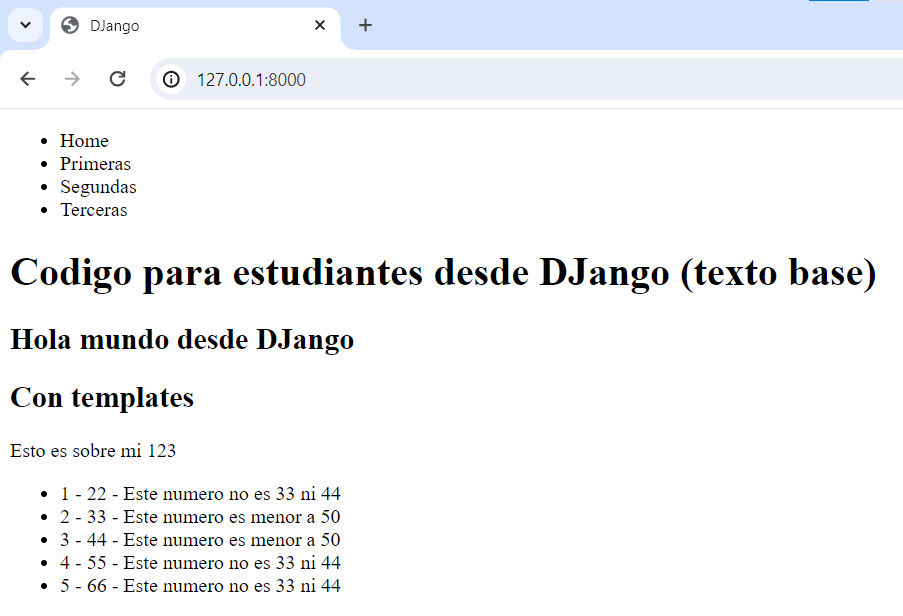 DJango
127.0.0.1:8000
Home
Primeras
Segundas
Terceras
Codigo para estudiantes desde DJango (texto base)
Hola mundo desde DJango
Con templates
Esto es sobre mi 123
1 - 22 - Este numero no es 33 ni 44
2 - 33 - Este numero es menor a 50
3 - 44 - Este numero es menor a 50
4 - 55 - Este numero no es 33 ni 44
5 - 66 - Este numero no es 33 ni 44